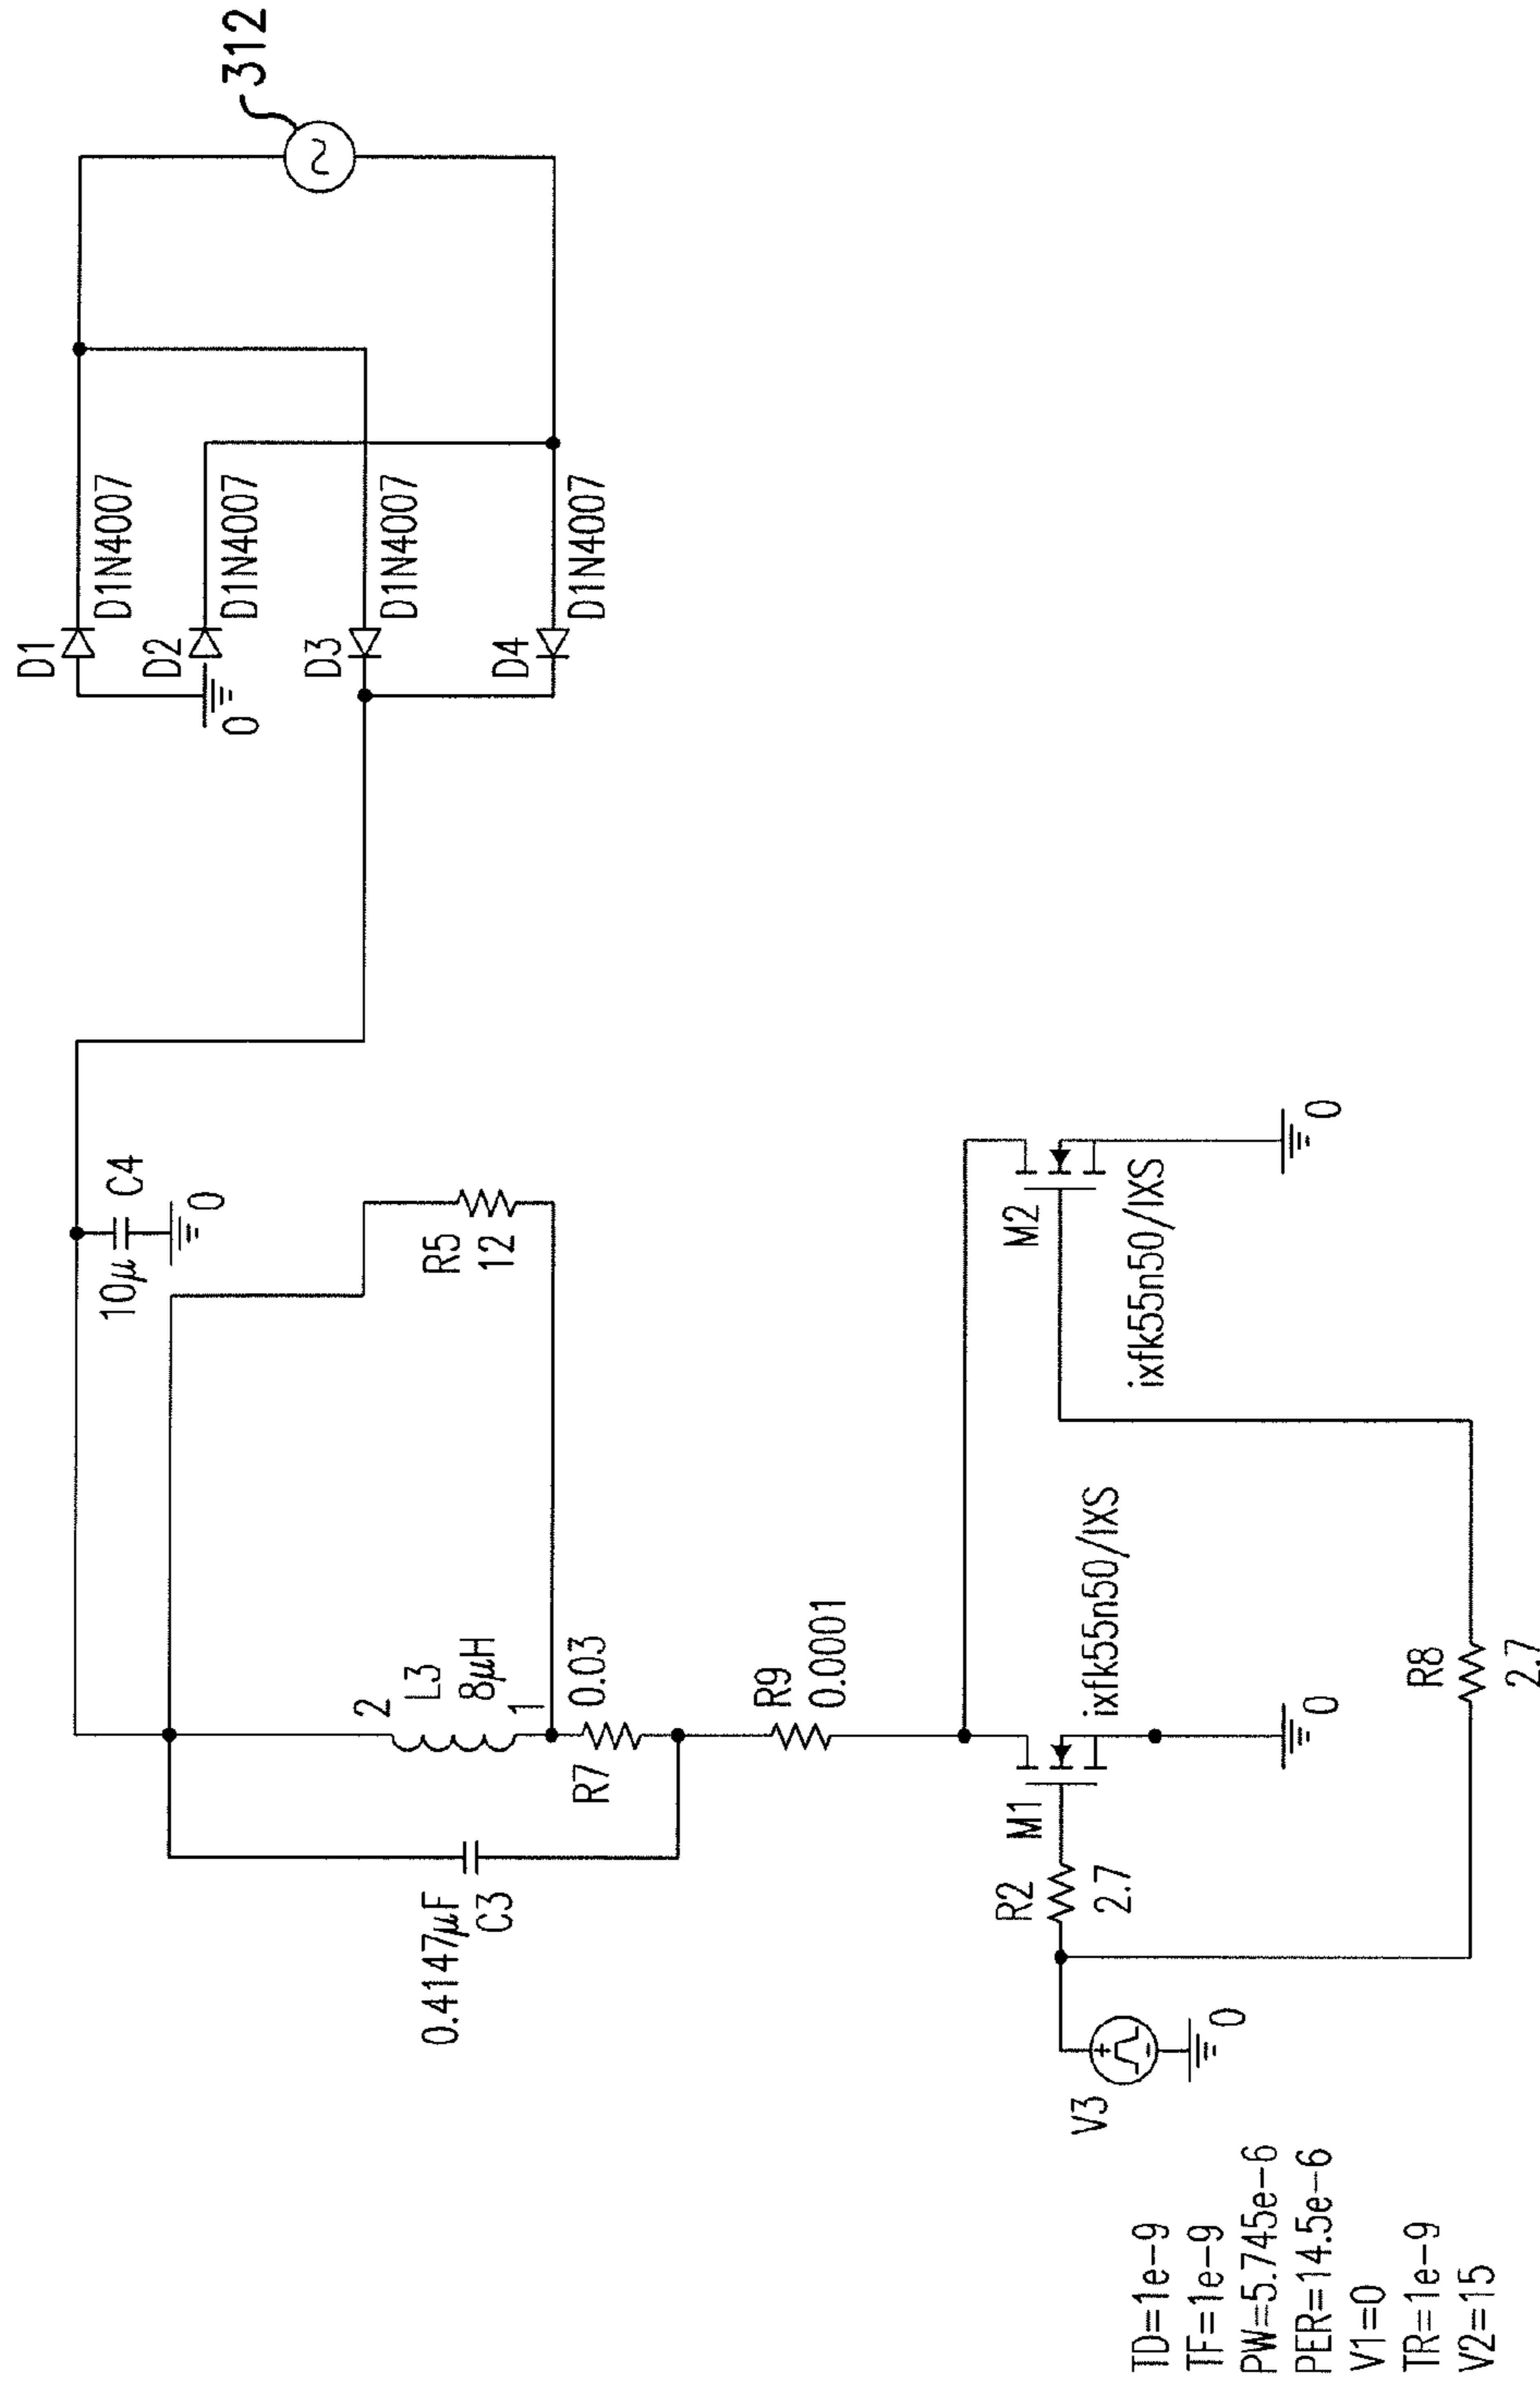 312
D1
D1N4007
D2
D1N4007
0
D3
D1N4007
D4
D1N4007
10μ
C4
0
R5
12
2
L3
8μH
1
0.03
R7
0.4147μF
C3
R9
0.0001
M2
ixfk55n50/IXS
0
M1
ixfk55n50/IXS
0
R2
2.7
R8
2.7
V3
0
TD=1e-9
TF=1e-9
PW=5.745e-6
PER=14.5e-6
V1=0
TR=1e-9
V2=15